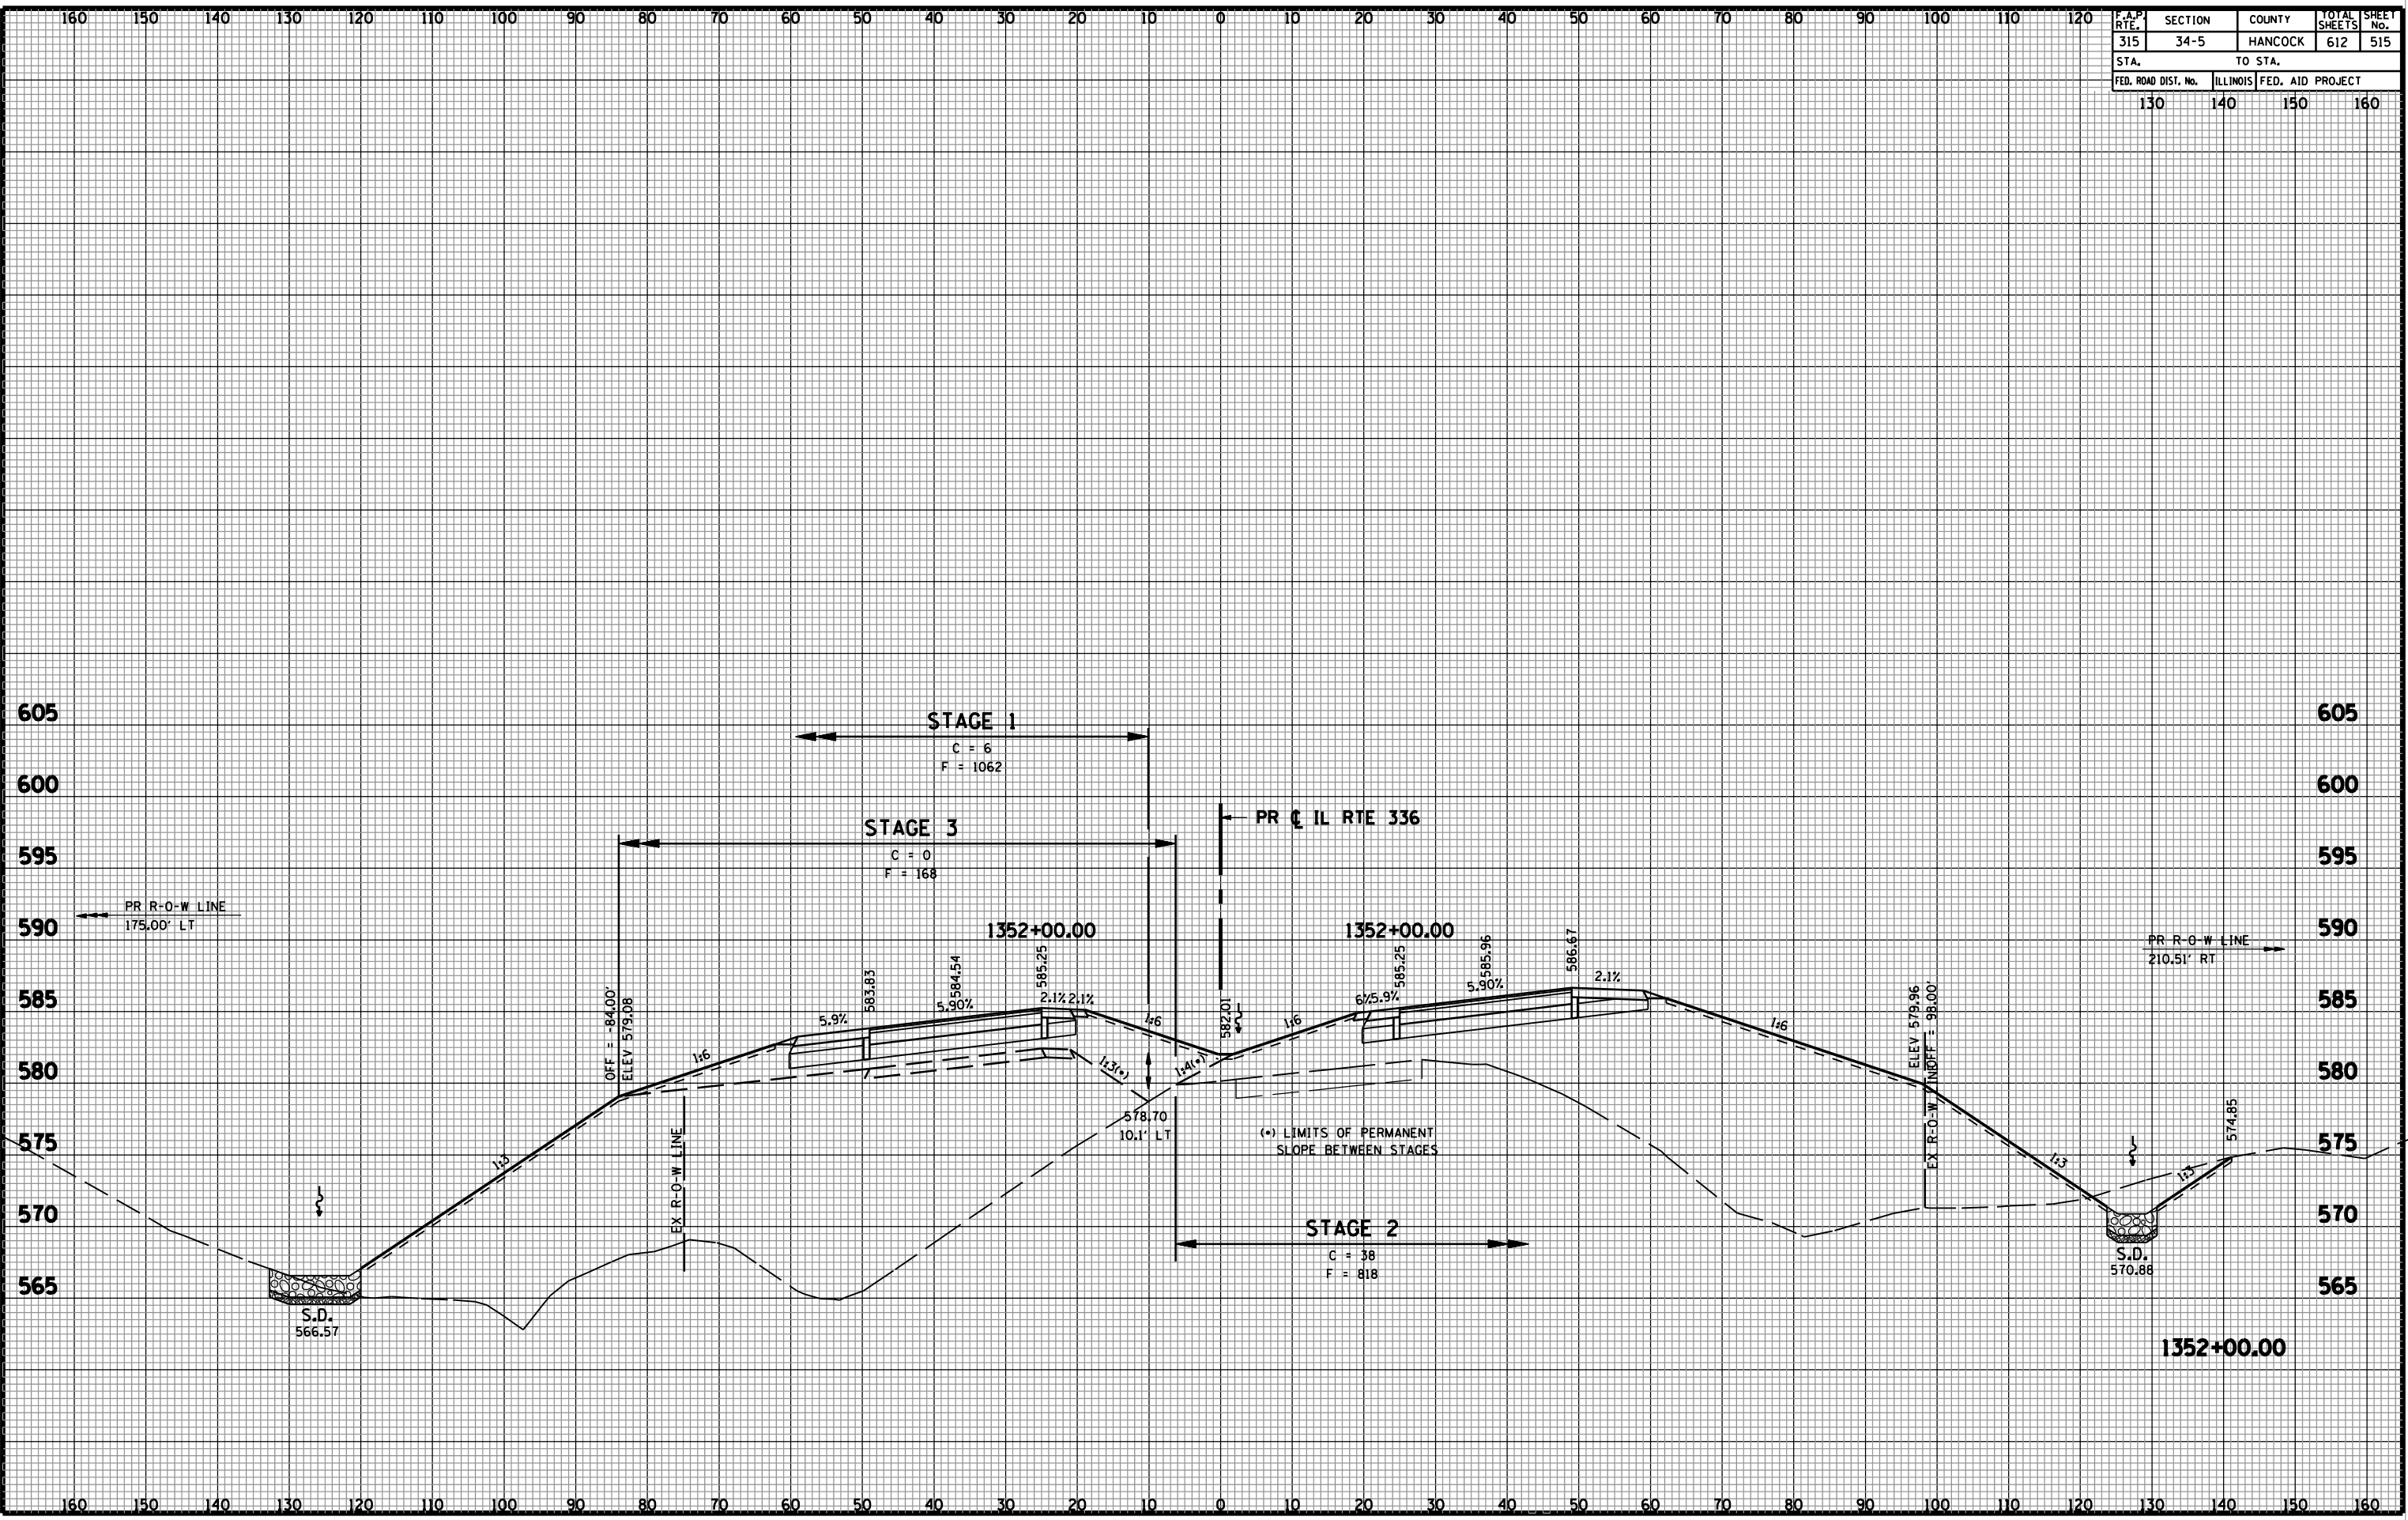 160 150 140 130 120 110 100 90 80 70 60 50 40 30 20 10 0 10 20 30 40 50 60 70 80 90 100 110 120
F.A.P. RTE. SECTION COUNTY TOTAL SHEETS SHEET No.
315 34-5 HANCOCK 612 515
STA. TO STA.
FED. ROAD DIST. No. ILLINOIS FED. AID PROJECT
130 140 150 160
605 605
STAGE 1
C = 6
F = 1062
600 600
PR ℄ IL RTE 336
STAGE 3
C = 0
F = 168
595 595
PR R-O-W LINE
175.00' LT
590 590
1352+00.00 1352+00.00
PR R-O-W LINE
210.51' RT
585 585
OFF = -84.00'
ELEV 579.08
583.83
584.54
585.25
582.01
585.25
585.96
586.67
ELEV 579.96
OFF = 98.00'
1:6 5.9% 5.90% 2.1% 2.1% 1:6 1:6 6% 5.9% 5.90% 2.1% 1:6
580 580
1:3(•) 1:4(•)
578.70
10.1' LT
(•) LIMITS OF PERMANENT
SLOPE BETWEEN STAGES
575 575
574.85
1:3 1:3 1:3
EX R-O-W LINE
EX R-O-W LINE
570 570
STAGE 2
C = 38
F = 818
S.D.
570.88
565 565
S.D.
566.57
1352+00.00
160 150 140 130 120 110 100 90 80 70 60 50 40 30 20 10 0 10 20 30 40 50 60 70 80 90 100 110 120 130 140 150 160